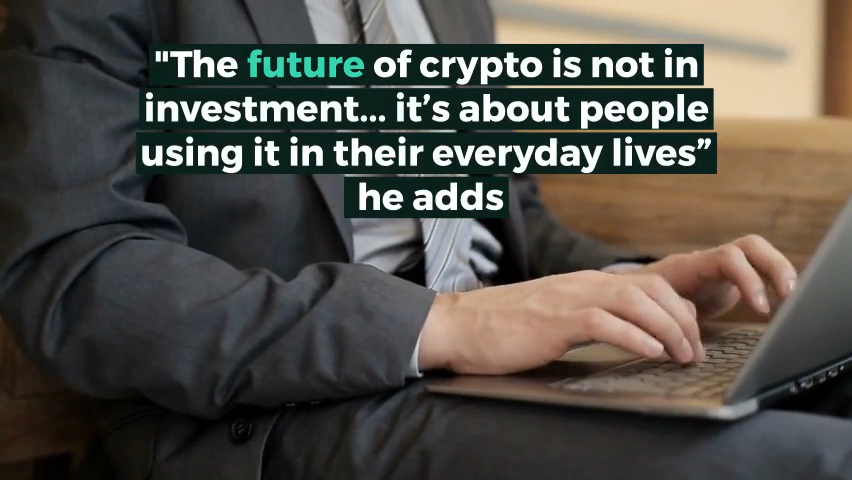 "The future of crypto is not in
investment... it’s about people
using it in their everyday lives”
he adds